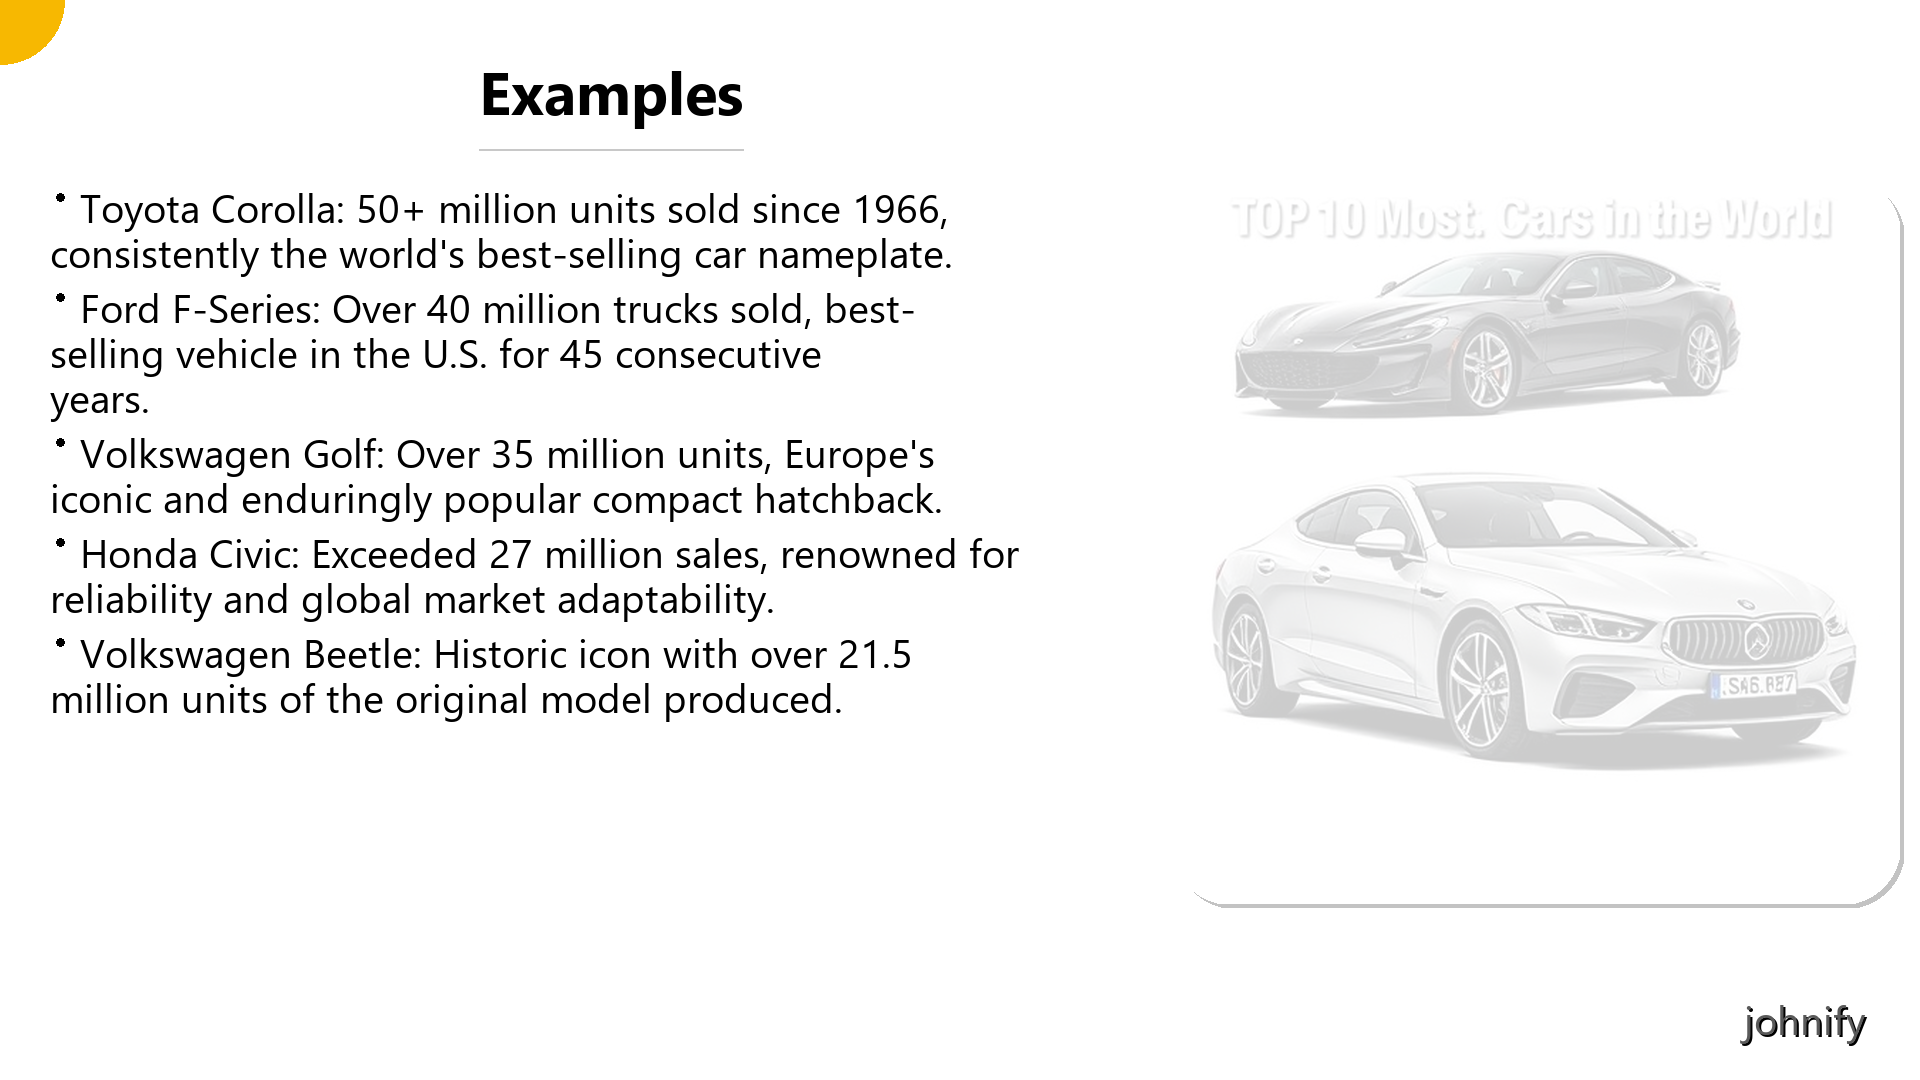 Examples
• Toyota Corolla: 50+ million units sold since 1966,
consistently the world's best-selling car nameplate.
• Ford F-Series: Over 40 million trucks sold, best-
selling vehicle in the U.S. for 45 consecutive
years.
• Volkswagen Golf: Over 35 million units, Europe's
iconic and enduringly popular compact hatchback.
• Honda Civic: Exceeded 27 million sales, renowned for
reliability and global market adaptability.
• Volkswagen Beetle: Historic icon with over 21.5
million units of the original model produced.
TOP 10 Most. Cars in the World
johnify